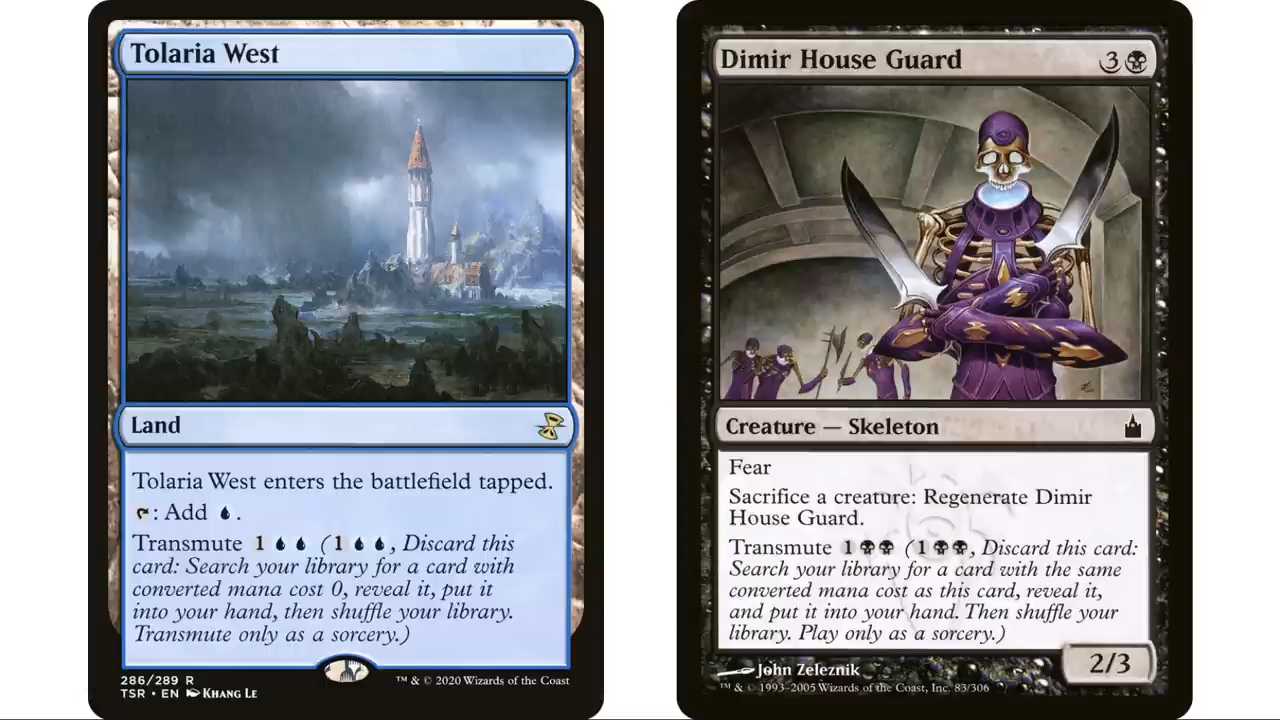 Tolaria West
Land
Tolaria West enters the battlefield tapped.
: Add .
Transmute 1 (1 , Discard this
card: Search your library for a card with
converted mana cost 0, reveal it, put it
into your hand, then shuffle your library.
Transmute only as a sorcery.)
286/289 R
TSR • EN KHANG LE
™ & © 2020 Wizards of the Coast
Dimir House Guard 3
Creature — Skeleton
Fear
Sacrifice a creature: Regenerate Dimir
House Guard.
Transmute 1 (1 , Discard this card:
Search your library for a card with the same
converted mana cost as this card, reveal it,
and put it into your hand. Then shuffle your
library. Play only as a sorcery.)
2/3
John Zeleznik
™ & © 1993–2005 Wizards of the Coast, Inc. 83/306